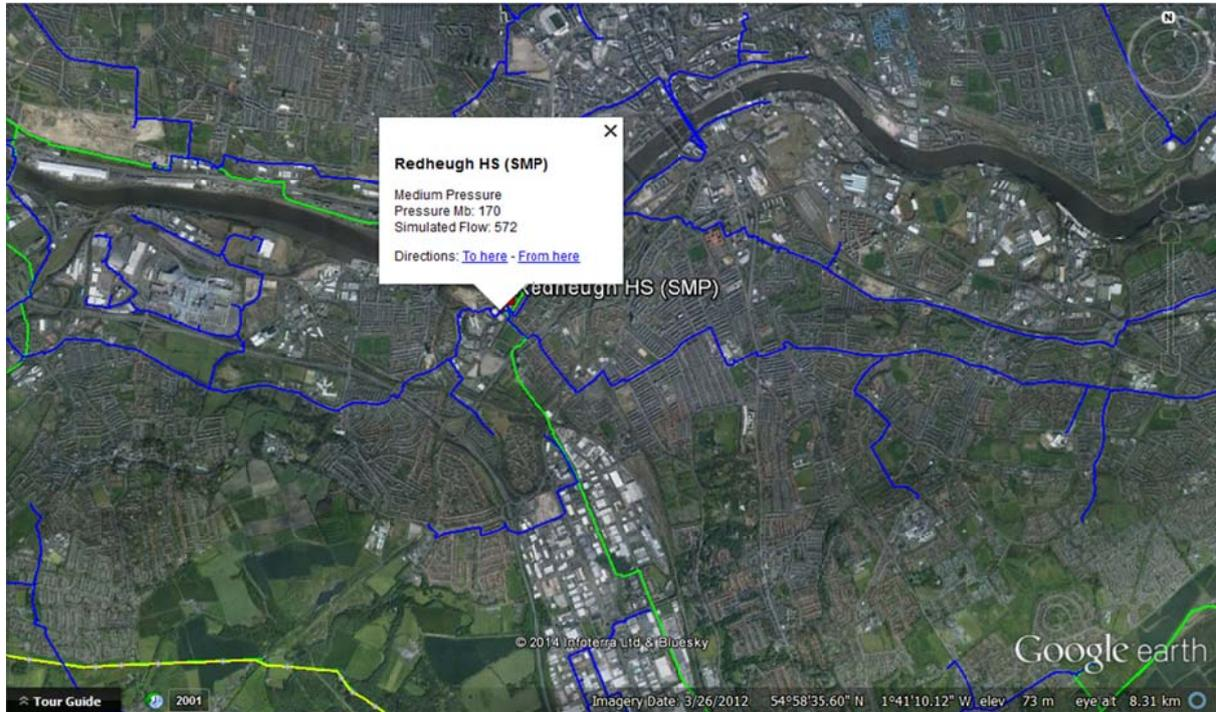 N
Redheugh HS (SMP)
Medium Pressure
Pressure Mb: 170
Simulated Flow: 572
Directions: To here - From here
Redheugh HS (SMP)
© 2014 Infoterra Ltd & Bluesky
Google earth
Tour Guide 2001 Imagery Date: 3/26/2012 54°58'35.60" N 1°41'10.12" W elev 73 m eye alt 8.31 km